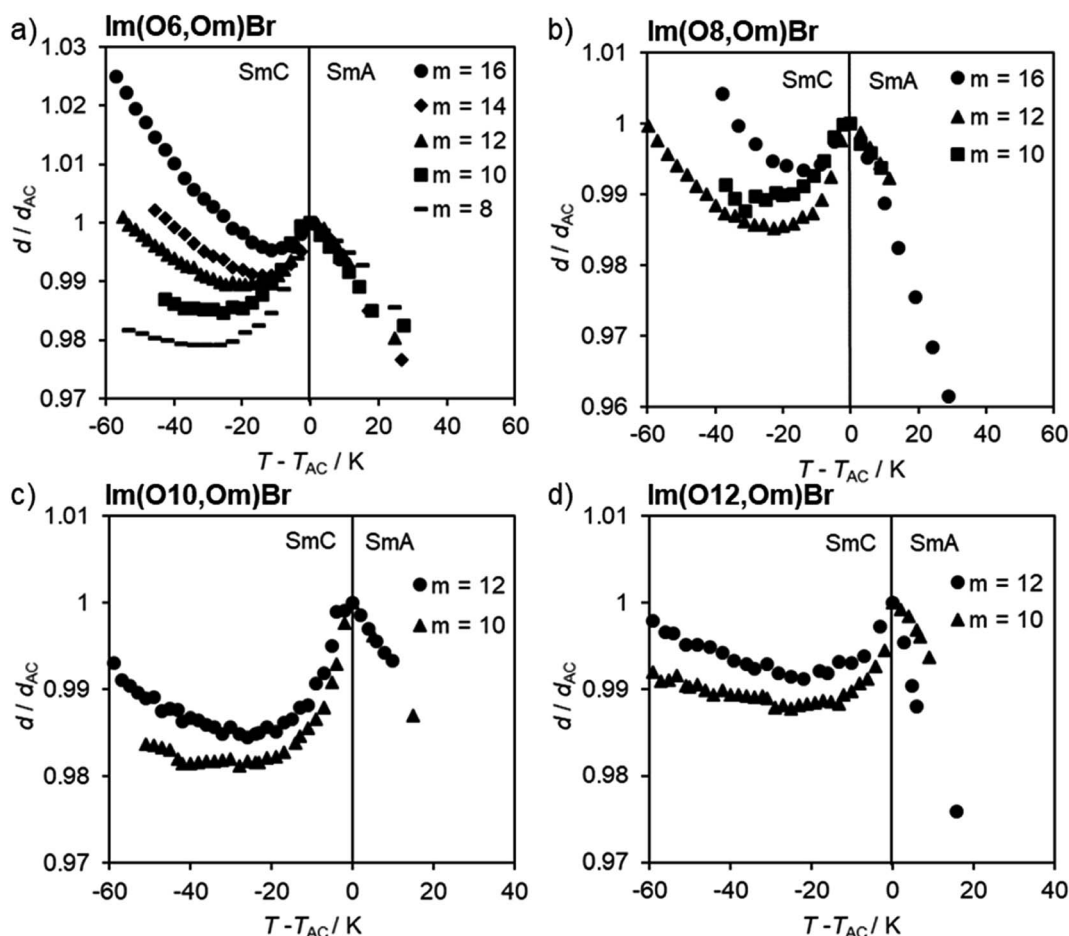 a) Im(O6,Om)Br
1.03
1.02
1.01
1
0.99
0.98
0.97
d / dAC
SmC
SmA
m = 16
m = 14
m = 12
m = 10
m = 8
-60 -40 -20 0 20 40 60
T - TAC / K
b) Im(O8,Om)Br
1.01
1
0.99
0.98
0.97
0.96
d / dAC
SmC
SmA
m = 16
m = 12
m = 10
-60 -40 -20 0 20 40 60
T - TAC / K
c) Im(O10,Om)Br
1.01
1
0.99
0.98
0.97
d / dAC
SmC
SmA
m = 12
m = 10
-60 -40 -20 0 20 40
T - TAC / K
d) Im(O12,Om)Br
1.01
1
0.99
0.98
0.97
d / dAC
SmC
SmA
m = 12
m = 10
-60 -40 -20 0 20 40
T - TAC / K